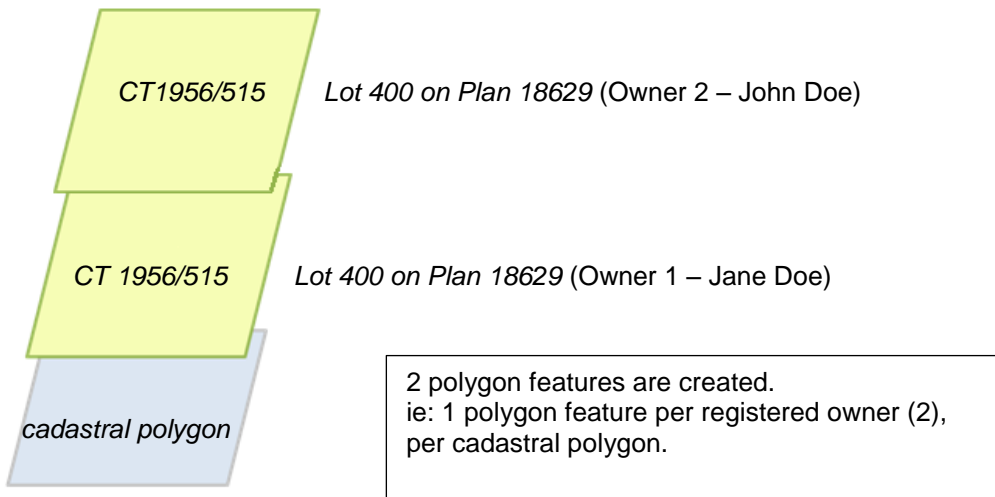 CT1956/515 Lot 400 on Plan 18629 (Owner 2 – John Doe)
CT 1956/515 Lot 400 on Plan 18629 (Owner 1 – Jane Doe)
cadastral polygon
2 polygon features are created.
ie: 1 polygon feature per registered owner (2),
per cadastral polygon.